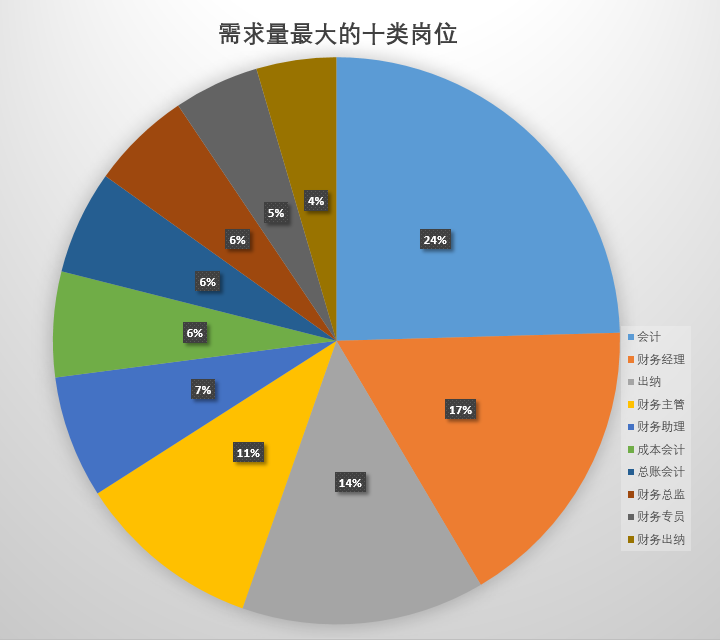 需求量最大的十类岗位
24%
17%
14%
11%
7%
6%
6%
6%
5%
4%
会计
财务经理
出纳
财务主管
财务助理
成本会计
总账会计
财务总监
财务专员
财务出纳